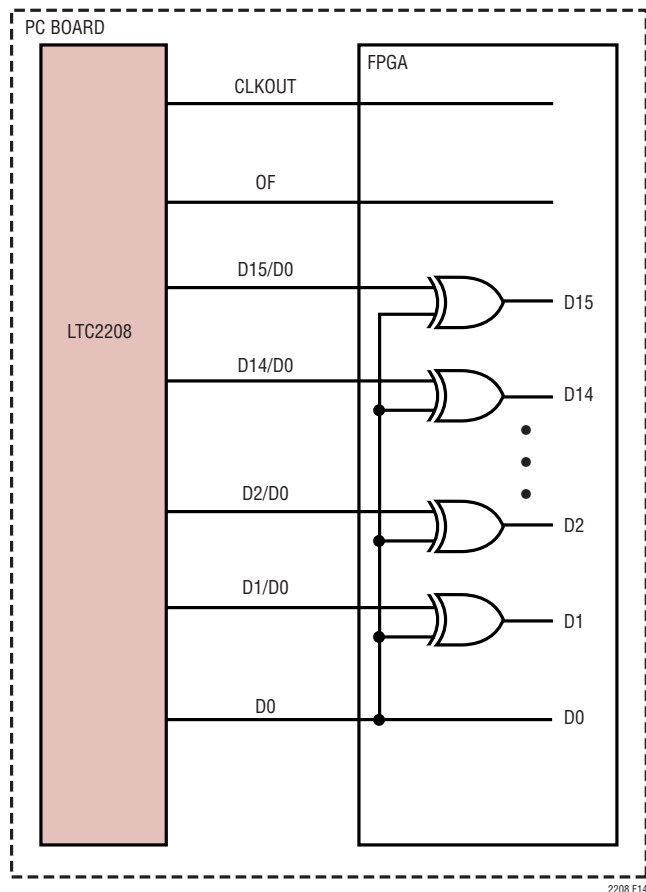 PC BOARD
FPGA
CLKOUT
OF
D15/D0
D15
LTC2208
D14/D0
D14
D2/D0
D2
D1/D0
D1
D0
D0
2208 F14